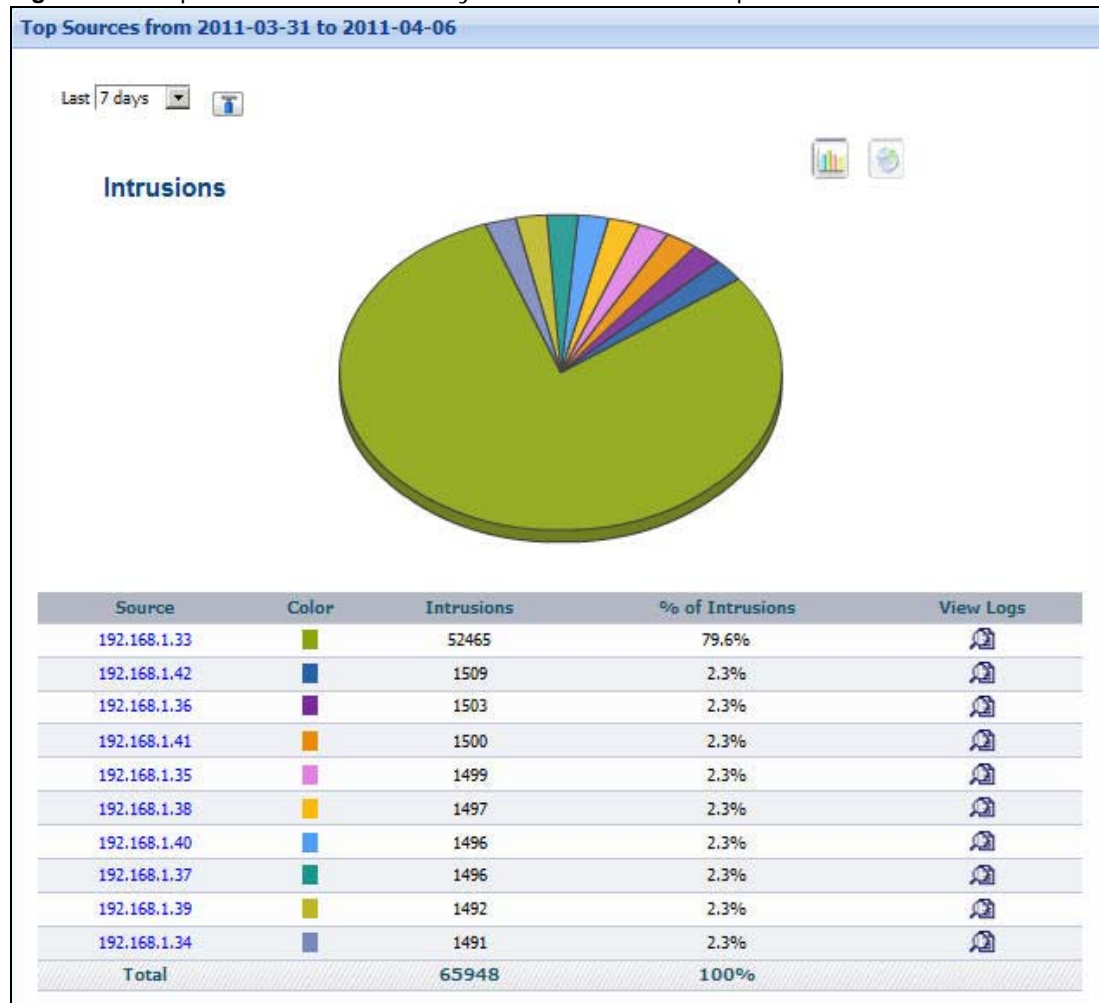 Top Sources from 2011-03-31 to 2011-04-06
Last 7 days
Intrusions
Source Color Intrusions % of Intrusions View Logs
192.168.1.33 52465 79.6%
192.168.1.42 1509 2.3%
192.168.1.36 1503 2.3%
192.168.1.41 1500 2.3%
192.168.1.35 1499 2.3%
192.168.1.38 1497 2.3%
192.168.1.40 1496 2.3%
192.168.1.37 1496 2.3%
192.168.1.39 1492 2.3%
192.168.1.34 1491 2.3%
Total 65948 100%